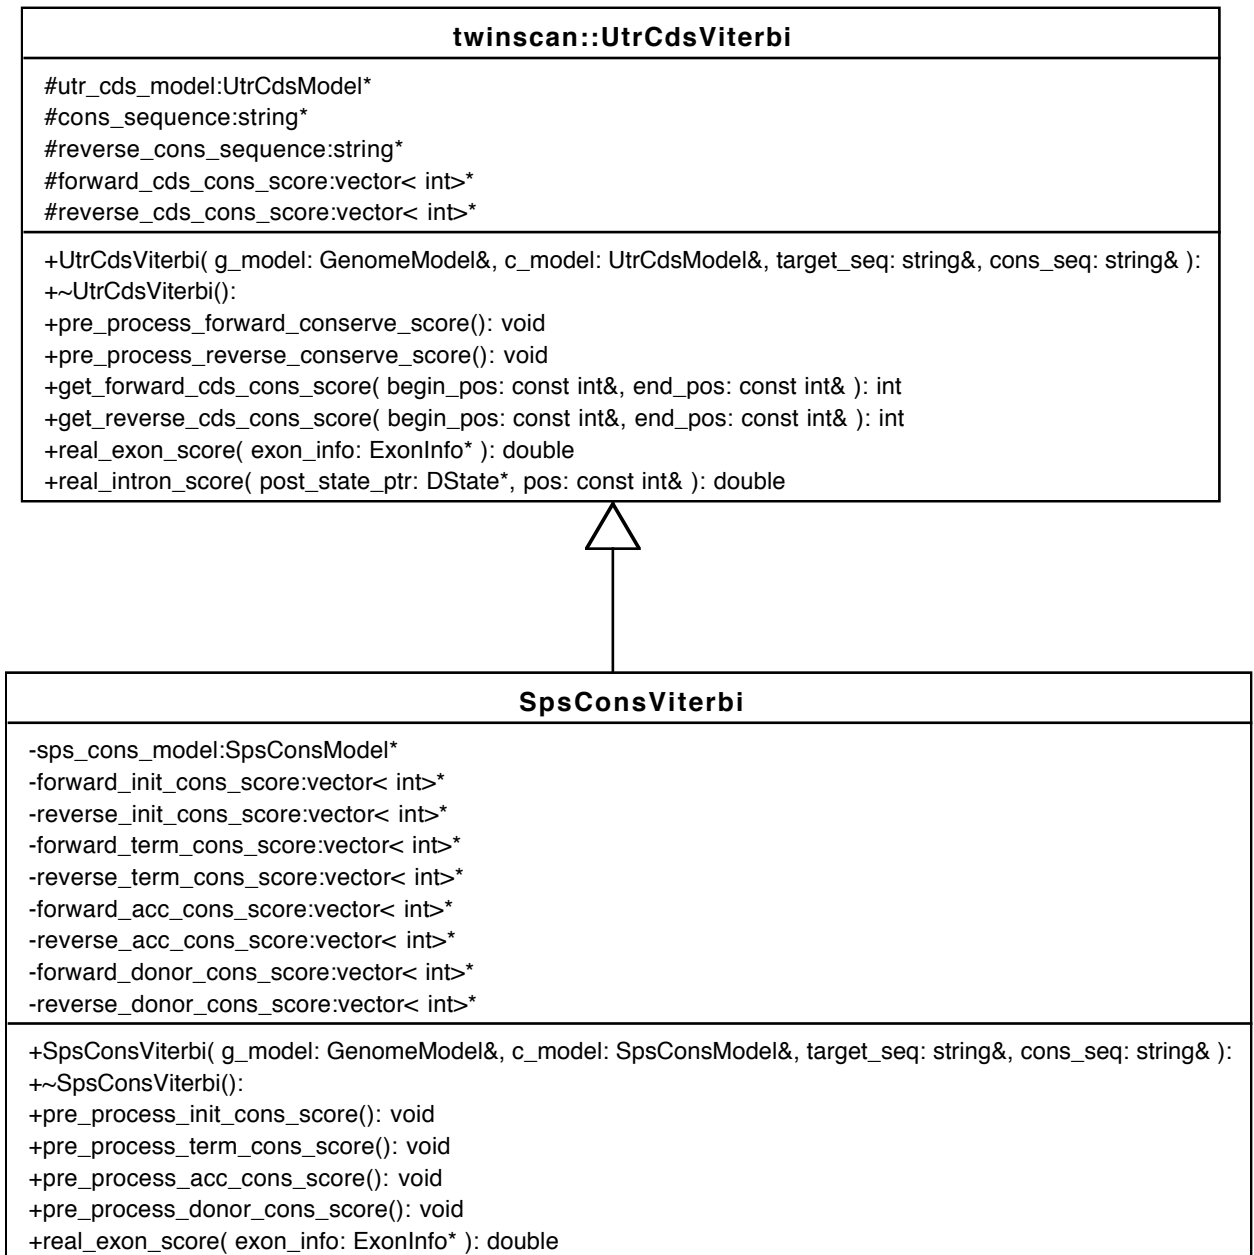 twinscan::UtrCdsViterbi
#utr_cds_model:UtrCdsModel*
#cons_sequence:string*
#reverse_cons_sequence:string*
#forward_cds_cons_score:vector< int>*
#reverse_cds_cons_score:vector< int>*
+UtrCdsViterbi( g_model: GenomeModel&, c_model: UtrCdsModel&, target_seq: string&, cons_seq: string& ):
+~UtrCdsViterbi():
+pre_process_forward_conserve_score(): void
+pre_process_reverse_conserve_score(): void
+get_forward_cds_cons_score( begin_pos: const int&, end_pos: const int& ): int
+get_reverse_cds_cons_score( begin_pos: const int&, end_pos: const int& ): int
+real_exon_score( exon_info: ExonInfo* ): double
+real_intron_score( post_state_ptr: DState*, pos: const int& ): double
SpsConsViterbi
-sps_cons_model:SpsConsModel*
-forward_init_cons_score:vector< int>*
-reverse_init_cons_score:vector< int>*
-forward_term_cons_score:vector< int>*
-reverse_term_cons_score:vector< int>*
-forward_acc_cons_score:vector< int>*
-reverse_acc_cons_score:vector< int>*
-forward_donor_cons_score:vector< int>*
-reverse_donor_cons_score:vector< int>*
+SpsConsViterbi( g_model: GenomeModel&, c_model: SpsConsModel&, target_seq: string&, cons_seq: string& ):
+~SpsConsViterbi():
+pre_process_init_cons_score(): void
+pre_process_term_cons_score(): void
+pre_process_acc_cons_score(): void
+pre_process_donor_cons_score(): void
+real_exon_score( exon_info: ExonInfo* ): double